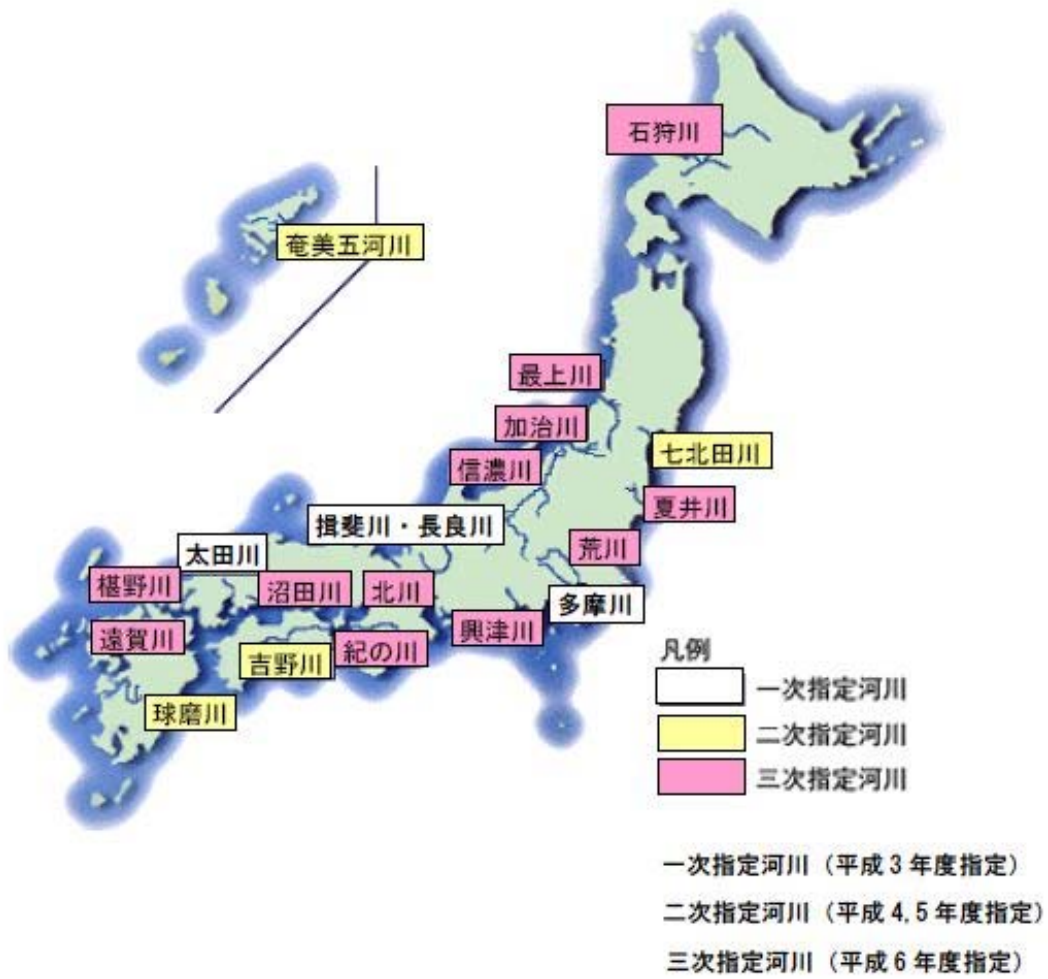 石狩川
奄美五河川
最上川
加治川
七北田川
信濃川
夏井川
揖斐川・長良川
荒川
太田川
椹野川
沼田川
北川
多摩川
遠賀川
興津川
吉野川
紀の川
球磨川
凡例
一次指定河川
二次指定河川
三次指定河川
一次指定河川（平成3年度指定）
二次指定河川（平成4,5年度指定）
三次指定河川（平成6年度指定）